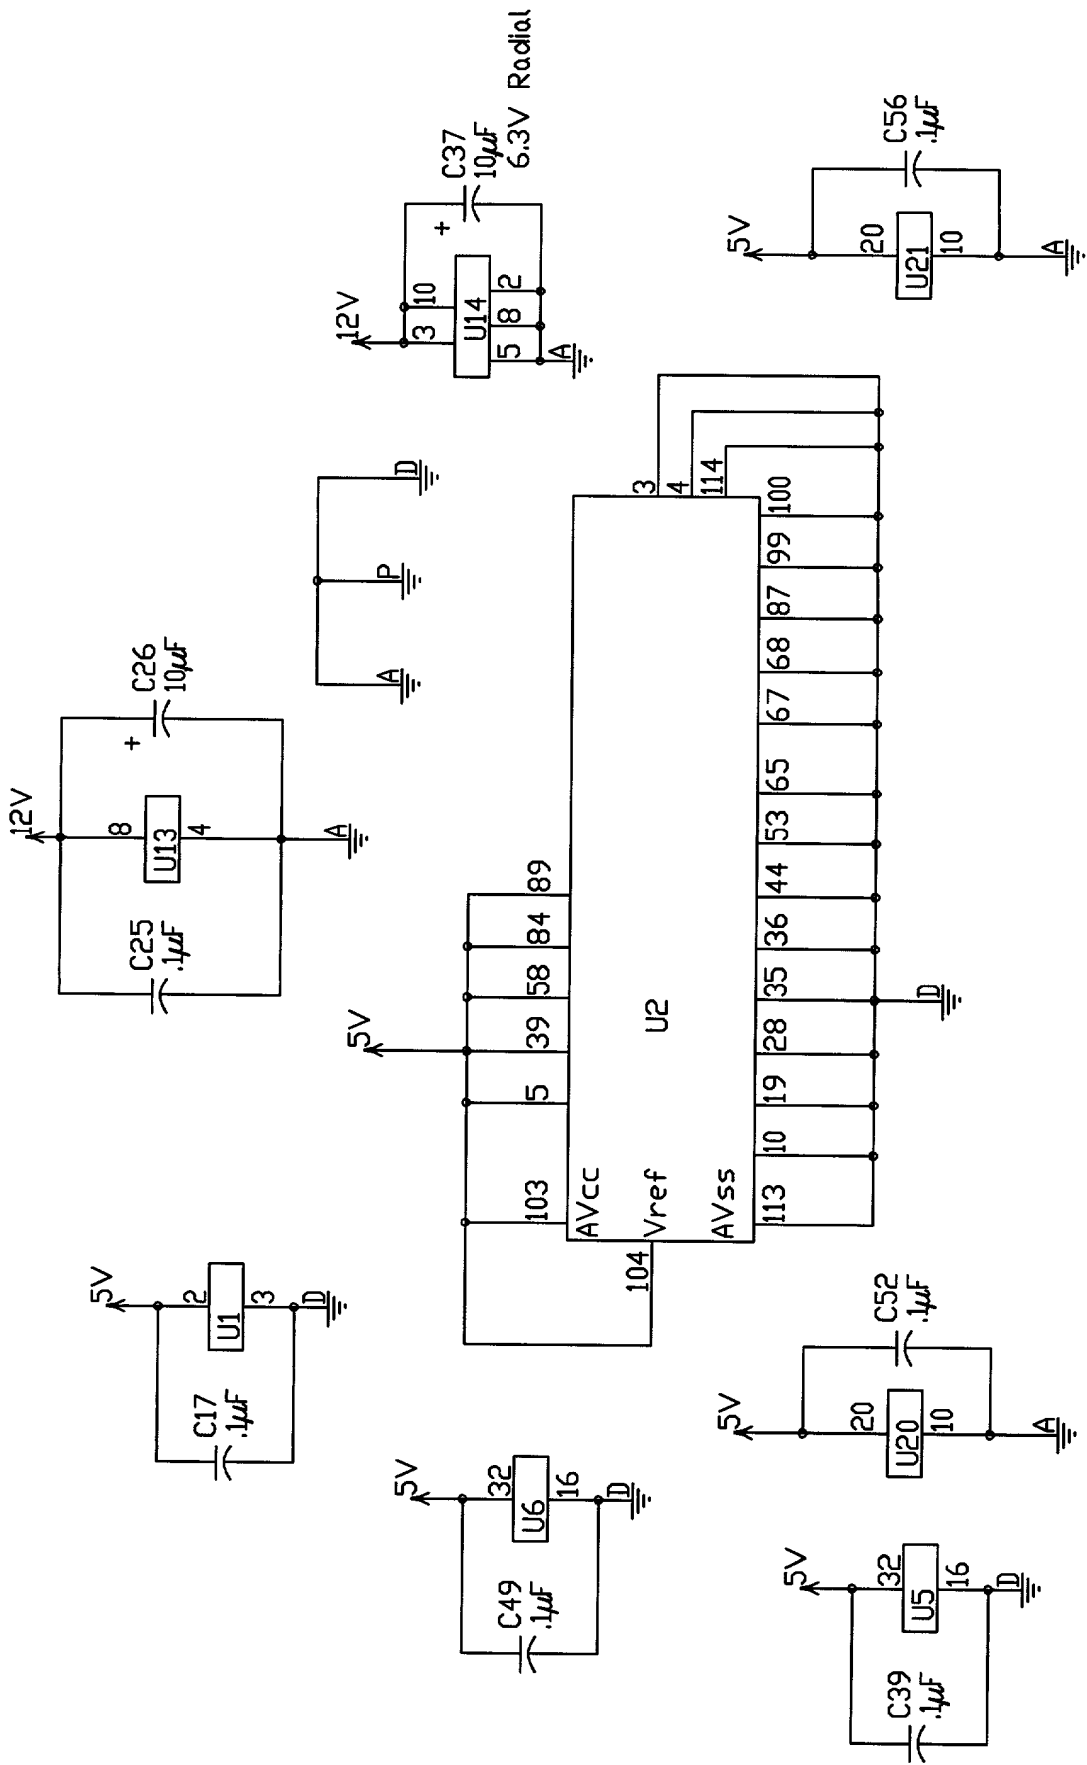 12V
8
U13
4
A
C25
.1µF
+
C26
10µF
A
P
D
12V
3
10
U14
5
8
2
A
+
C37
10µF
6.3V Radial
5V
2
U1
3
D
C17
.1µF
5V
103
5
39
58
84
89
AVcc
Vref
AVss
104
U2
3
4
114
113
10
19
28
35
36
44
53
65
67
68
87
99
100
D
5V
32
U6
16
D
C49
.1µF
5V
32
U5
16
D
C39
.1µF
5V
20
U20
10
A
C52
.1µF
5V
20
U21
10
A
C56
.1µF